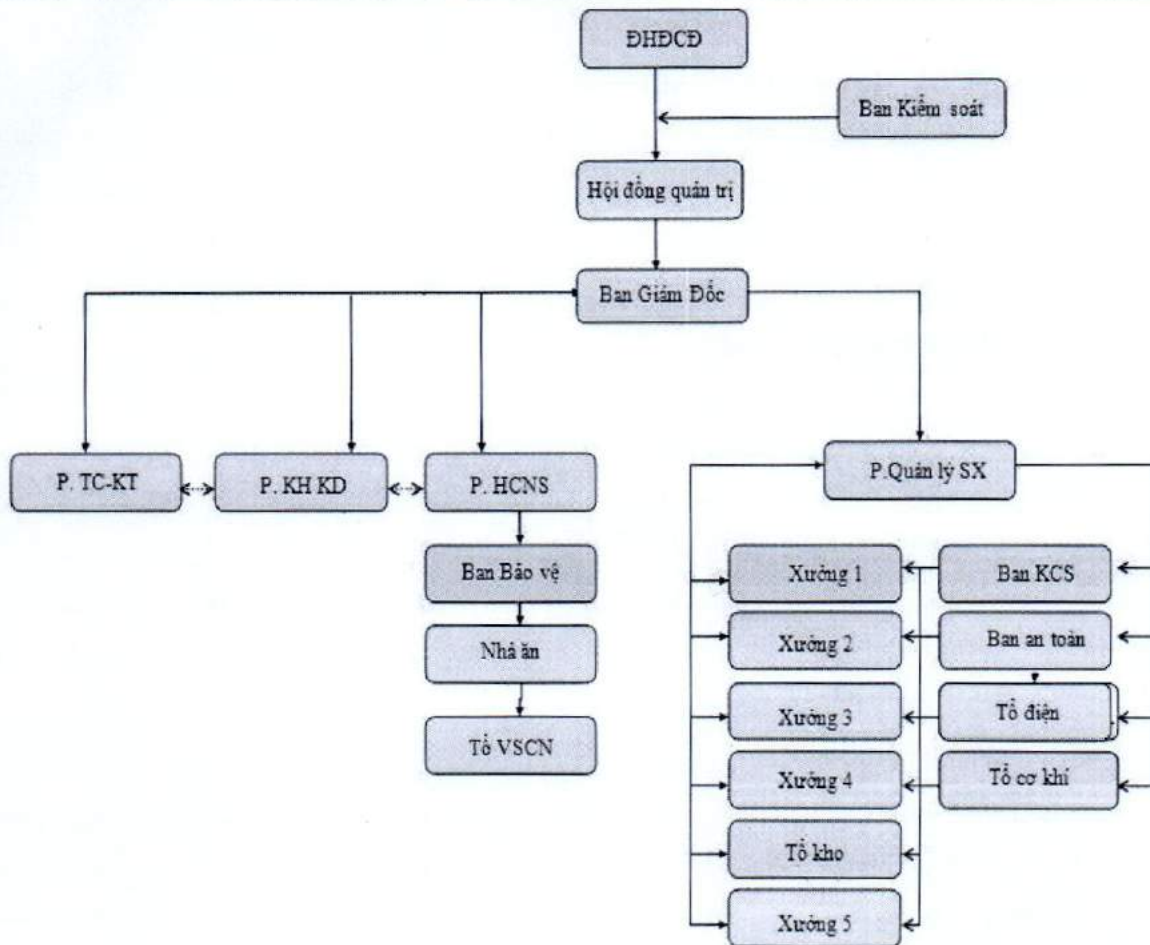 ĐHĐCĐ
Ban Kiểm soát
Hội đồng quản trị
Ban Giám Đốc
P. TC-KT
P. KH KD
P. HCNS
P.Quản lý SX
Ban Bảo vệ
Xưởng 1
Ban KCS
Nhà ăn
Xưởng 2
Ban an toàn
Tổ VSCN
Xưởng 3
Tổ điện
Xưởng 4
Tổ cơ khí
Tổ kho
Xưởng 5